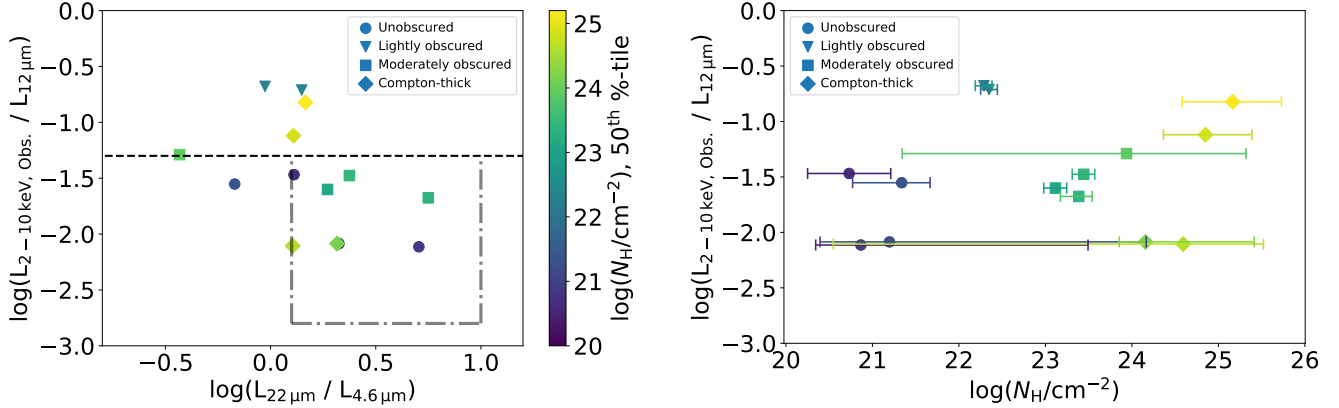 0.0
−0.5
−1.0
−1.5
−2.0
−2.5
−3.0
log(L2 − 10 keV, Obs. / L12 μm)
Unobscured
Lightly obscured
Moderately obscured
Compton-thick
−0.5
0.0
0.5
1.0
log(L22 μm / L4.6 μm)
25
24
23
22
21
20
log(NH/cm−2), 50th %-tile
0.0
−0.5
−1.0
−1.5
−2.0
−2.5
−3.0
log(L2 − 10 keV, Obs. / L12 μm)
Unobscured
Lightly obscured
Moderately obscured
Compton-thick
20
21
22
23
24
25
26
log(NH/cm−2)